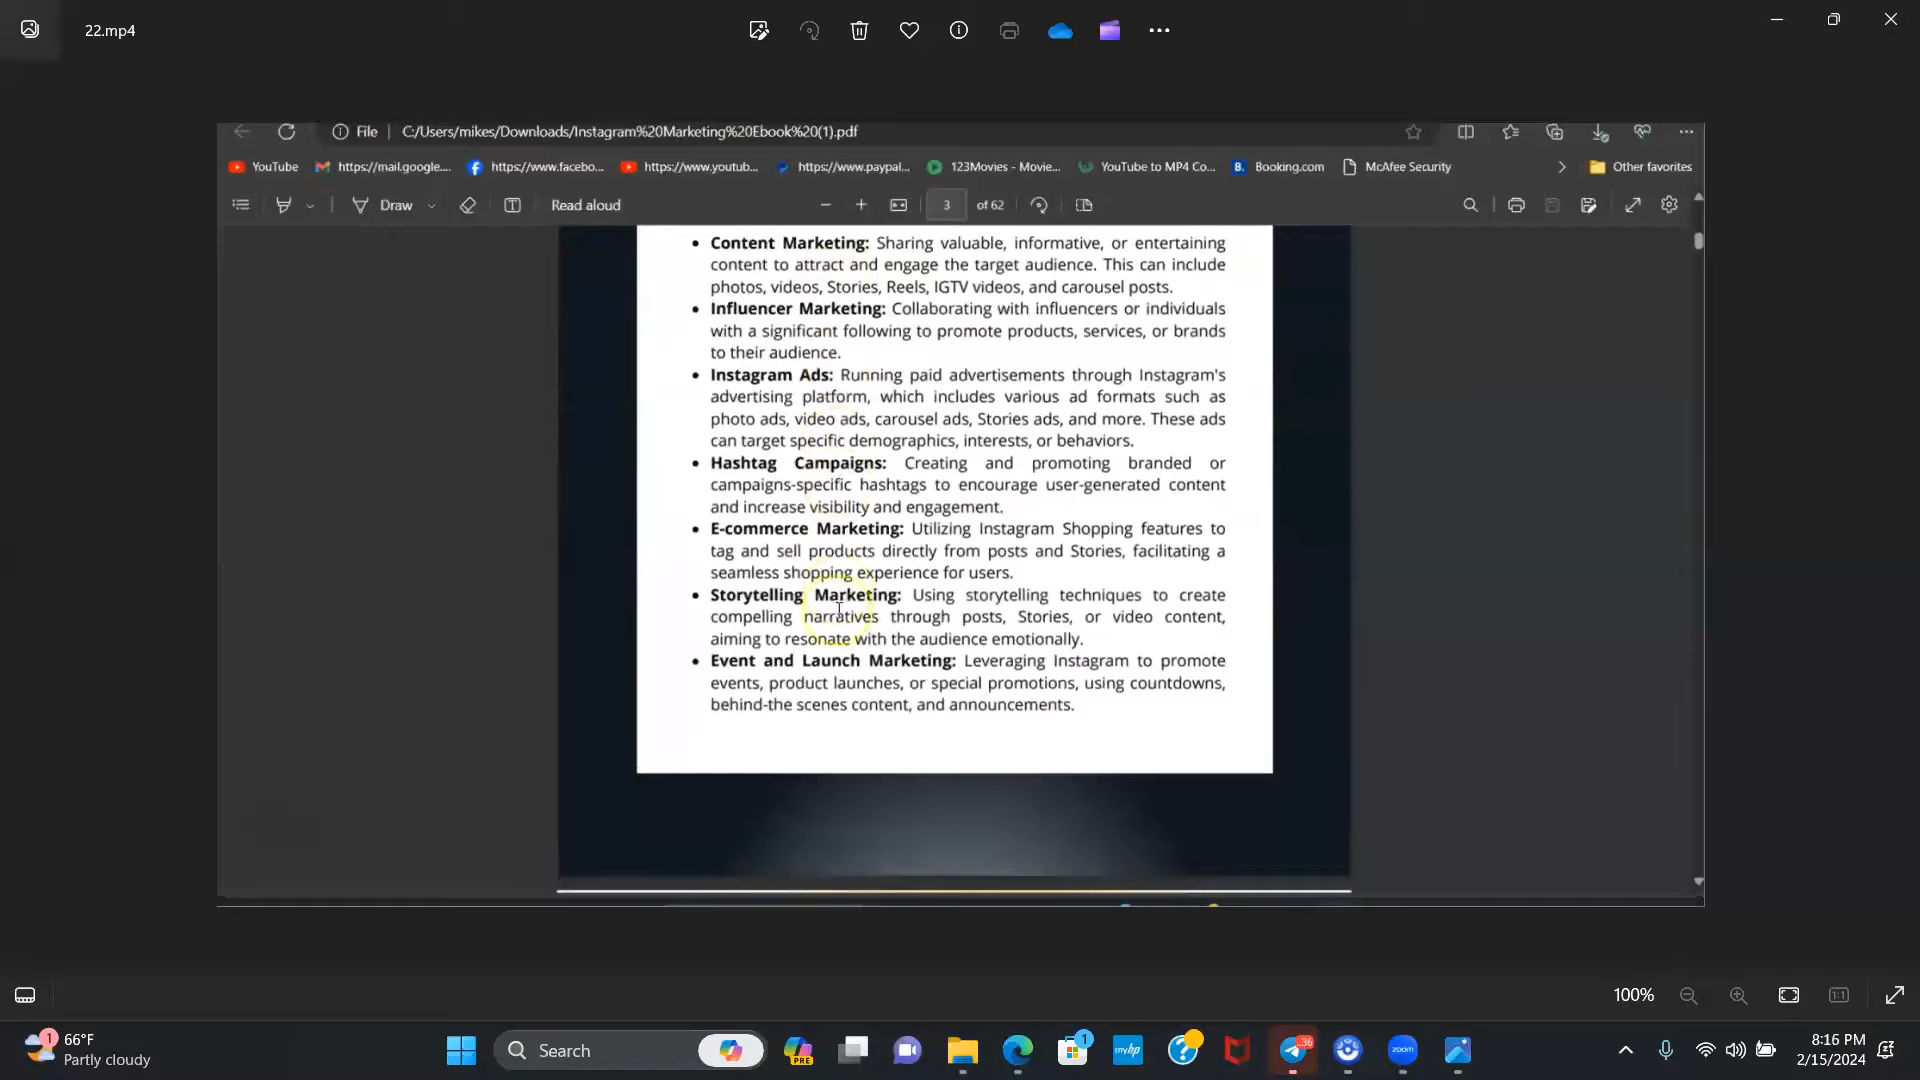 22.mp4
File | C:/Users/mikes/Downloads/Instagram%20Marketing%20Ebook%20(1).pdf
YouTube https://mail.google.... https://www.facebo... https://www.youtub... https://www.paypal... 123Movies - Movie... YouTube to MP4 Co... B. Booking.com McAfee Security Other favorites
Draw Read aloud 3 of 62
• Content Marketing: Sharing valuable, informative, or entertaining
content to attract and engage the target audience. This can include
photos, videos, Stories, Reels, IGTV videos, and carousel posts.
• Influencer Marketing: Collaborating with influencers or individuals
with a significant following to promote products, services, or brands
to their audience.
• Instagram Ads: Running paid advertisements through Instagram's
advertising platform, which includes various ad formats such as
photo ads, video ads, carousel ads, Stories ads, and more. These ads
can target specific demographics, interests, or behaviors.
• Hashtag Campaigns: Creating and promoting branded or
campaigns-specific hashtags to encourage user-generated content
and increase visibility and engagement.
• E-commerce Marketing: Utilizing Instagram Shopping features to
tag and sell products directly from posts and Stories, facilitating a
seamless shopping experience for users.
• Storytelling Marketing: Using storytelling techniques to create
compelling narratives through posts, Stories, or video content,
aiming to resonate with the audience emotionally.
• Event and Launch Marketing: Leveraging Instagram to promote
events, product launches, or special promotions, using countdowns,
behind-the scenes content, and announcements.
100% 1:1
1 66°F
Partly cloudy
Search PRE 1 myhp ? 36 zoom
8:16 PM
2/15/2024